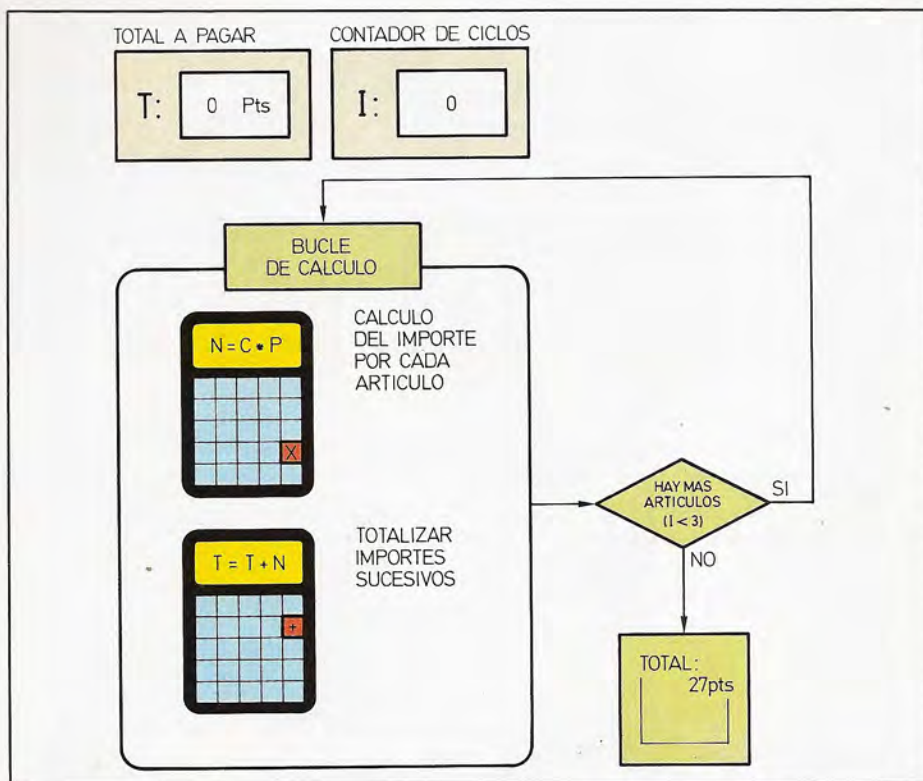 TOTAL A PAGAR
T: 0 Pts
CONTADOR DE CICLOS
I: 0
BUCLE
DE CALCULO
N = C * P
X
CALCULO
DEL IMPORTE
POR CADA
ARTICULO
T = T + N
+
TOTALIZAR
IMPORTES
SUCESIVOS
HAY MAS
ARTICULOS
(I < 3)
SI
NO
TOTAL:
27pts